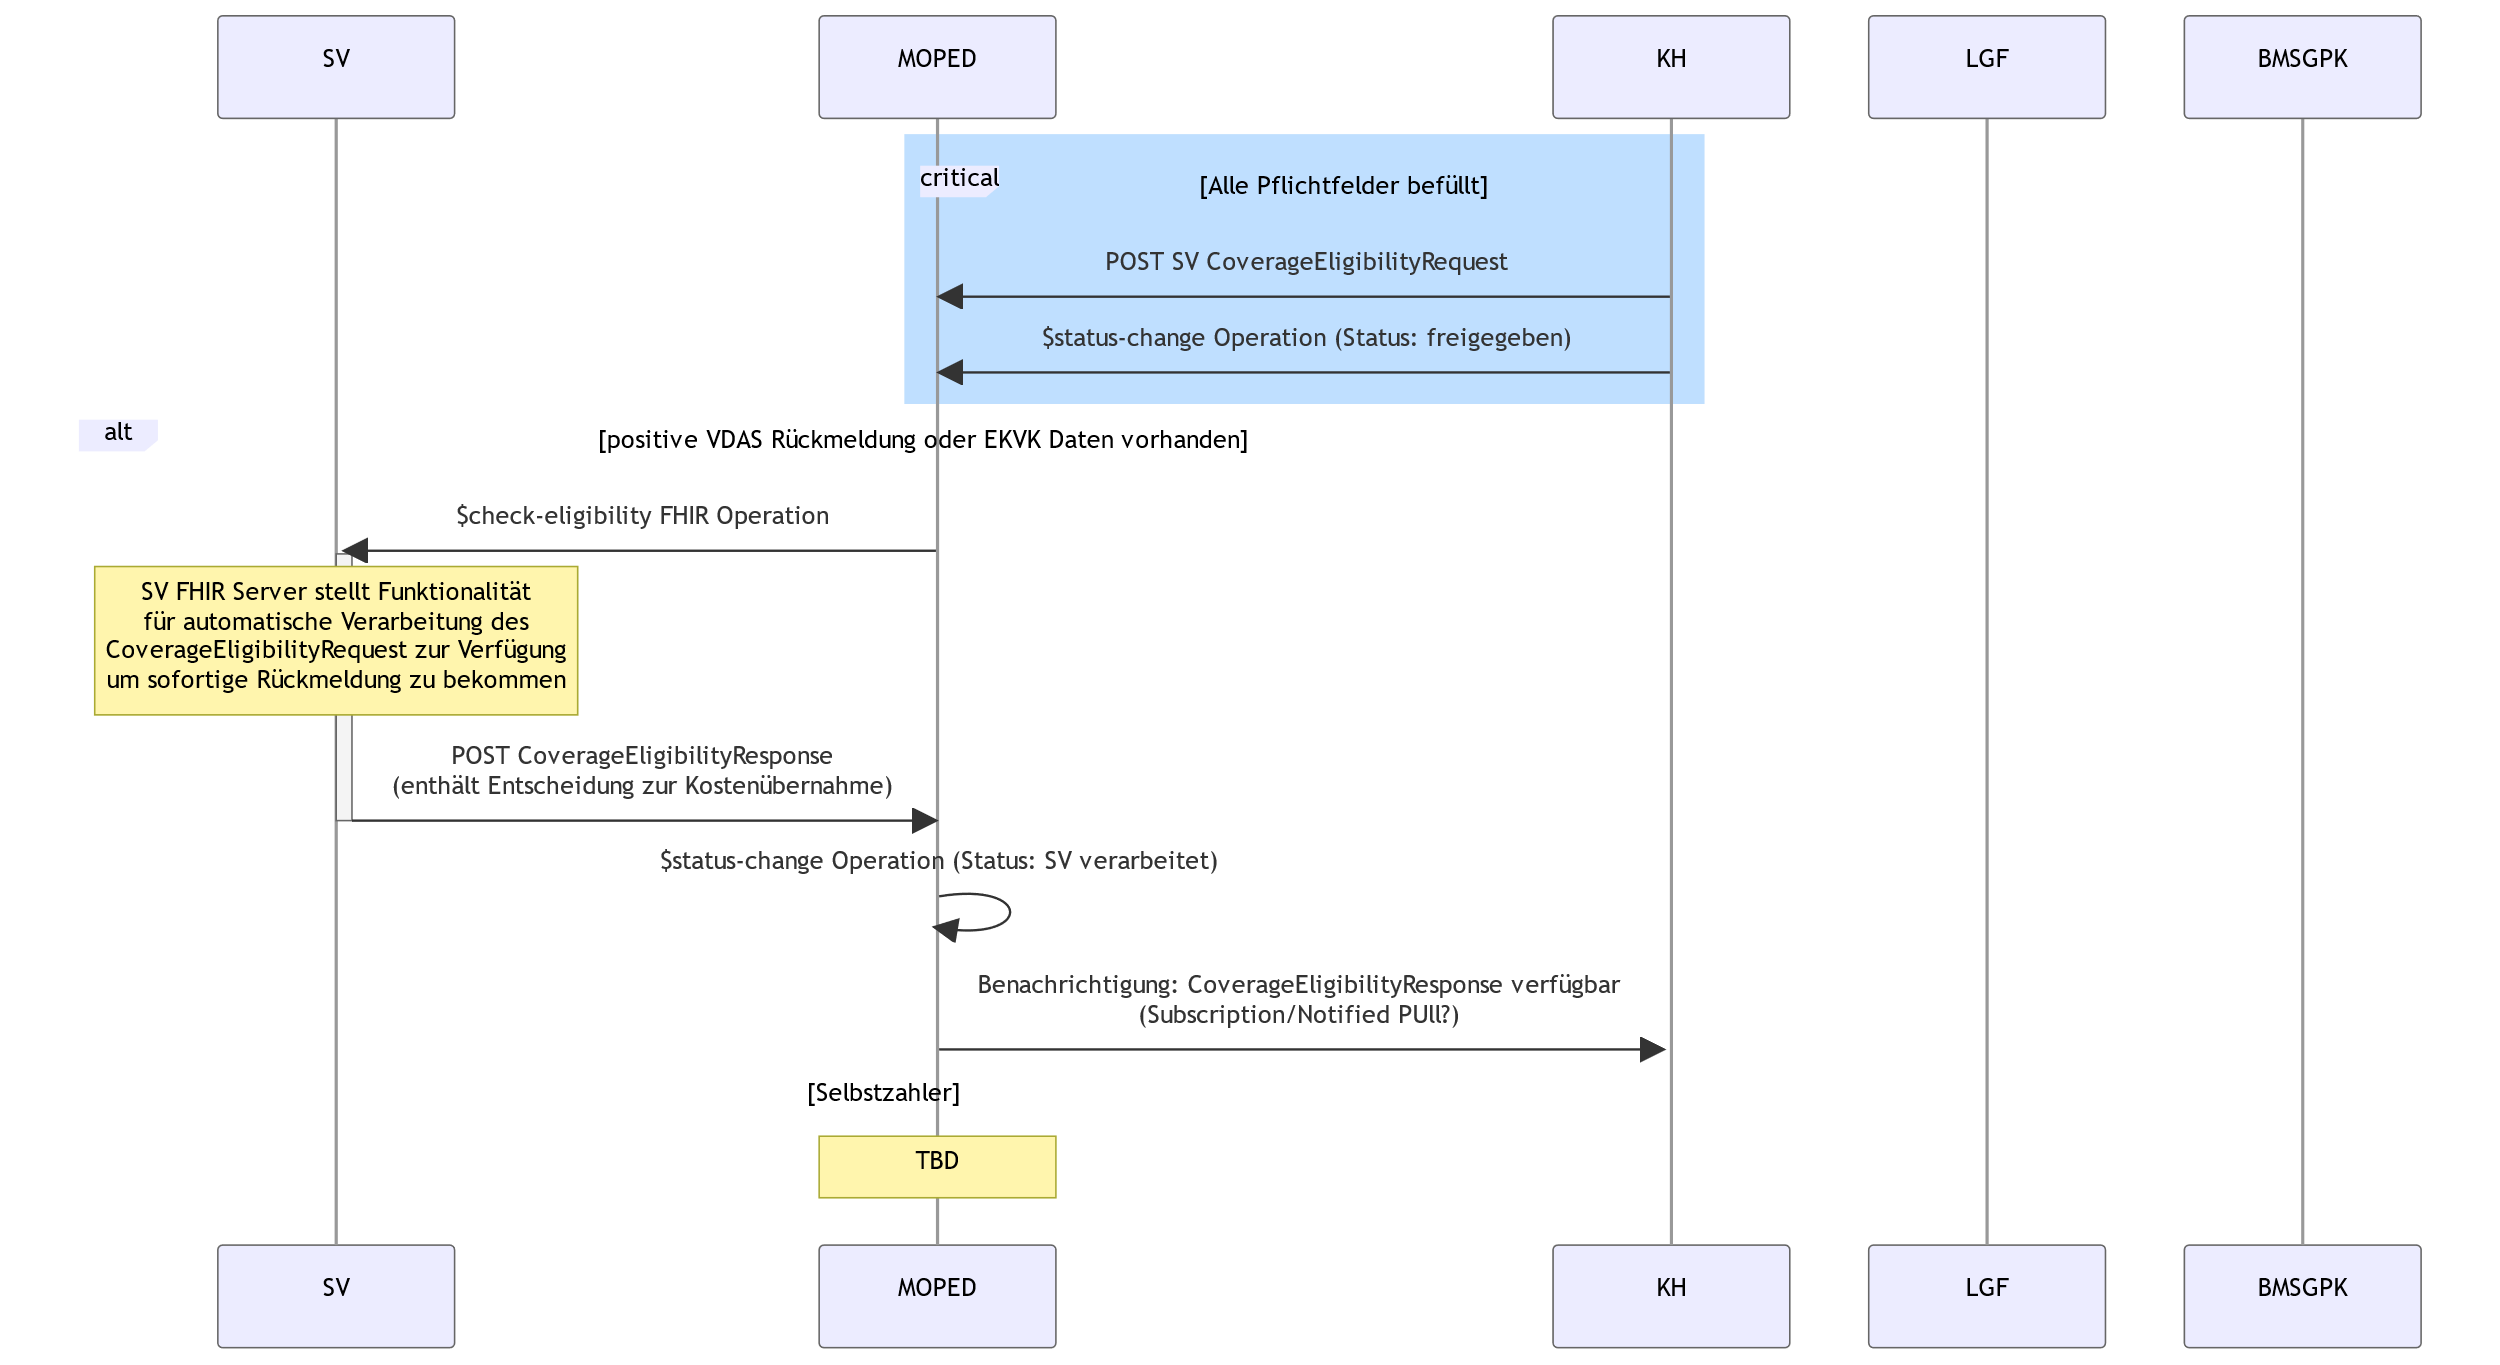 SV
MOPED
KH
LGF
BMSGPK
critical
[Alle Pflichtfelder befüllt]
POST SV CoverageEligibilityRequest
$status-change Operation (Status: freigegeben)
alt
[positive VDAS Rückmeldung oder EKVK Daten vorhanden]
$check-eligibility FHIR Operation
SV FHIR Server stellt Funktionalität
für automatische Verarbeitung des
CoverageEligibilityRequest zur Verfügung
um sofortige Rückmeldung zu bekommen
POST CoverageEligibilityResponse
(enthält Entscheidung zur Kostenübernahme)
$status-change Operation (Status: SV verarbeitet)
Benachrichtigung: CoverageEligibilityResponse verfügbar
(Subscription/Notified PUll?)
[Selbstzahler]
TBD
SV
MOPED
KH
LGF
BMSGPK